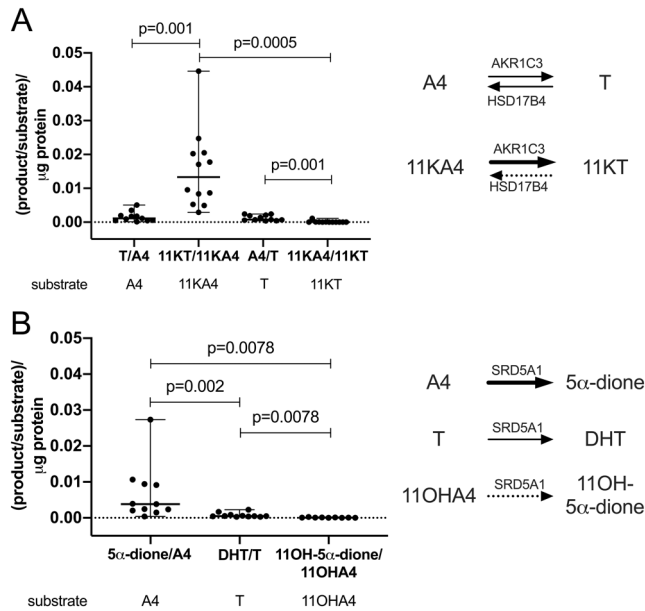 A
(product/substrate)/
µg protein
0.05
0.04
0.03
0.02
0.01
0.00
p=0.001
p=0.0005
p=0.001
T/A4 11KT/11KA4 A4/T 11KA4/11KT
substrate A4 11KA4 T 11KT
A4 AKR1C3 T
HSD17B4
11KA4 AKR1C3 11KT
HSD17B4
B
(product/substrate)/
µg protein
0.05
0.04
0.03
0.02
0.01
0.00
p=0.0078
p=0.002
p=0.0078
5α-dione/A4 DHT/T 11OH-5α-dione/
11OHA4
substrate A4 T 11OHA4
A4 SRD5A1 5α-dione
T SRD5A1 DHT
11OHA4 SRD5A1 11OH-
5α-dione